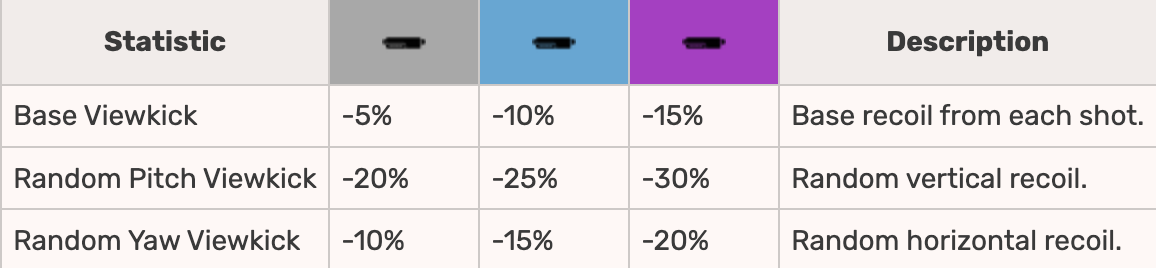 Statistic Description
Base Viewkick -5% -10% -15% Base recoil from each shot.
Random Pitch Viewkick -20% -25% -30% Random vertical recoil.
Random Yaw Viewkick -10% -15% -20% Random horizontal recoil.